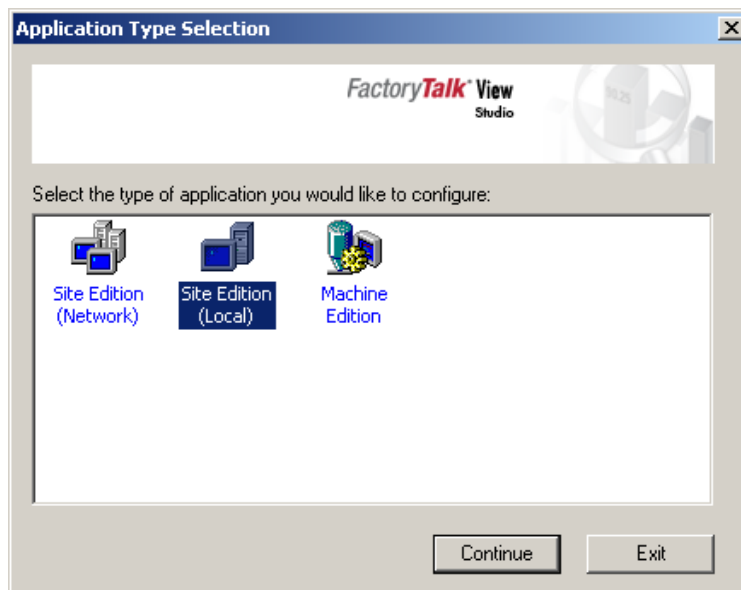 Application Type Selection
FactoryTalk View
Studio
Select the type of application you would like to configure:
Site Edition
(Network)
Site Edition
(Local)
Machine
Edition
Continue
Exit